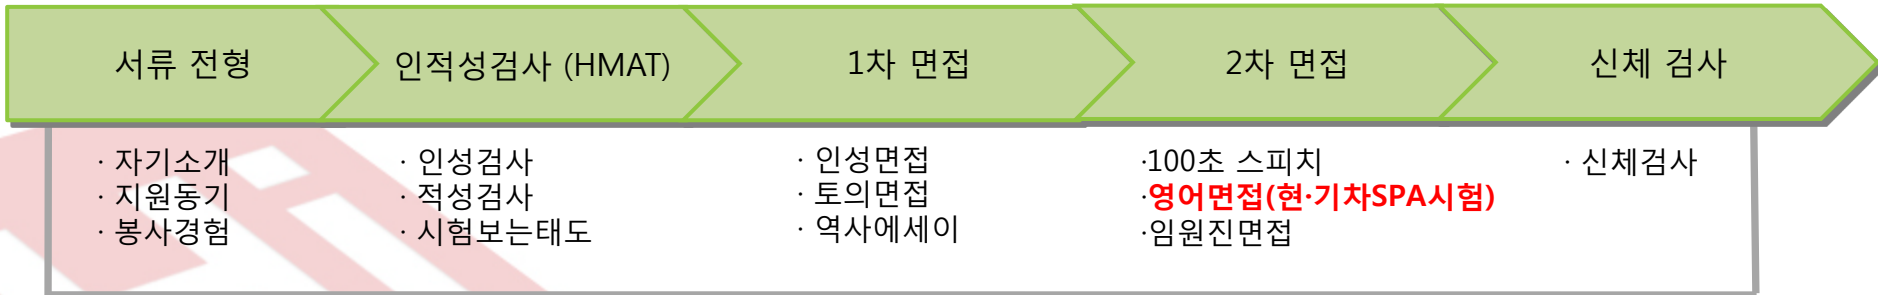 서류 전형
인적성검사 (HMAT)
1차 면접
2차 면접
신체 검사
· 자기소개
· 지원동기
· 봉사경험
· 인성검사
· 적성검사
· 시험보는태도
· 인성면접
· 토의면접
· 역사에세이
·100초 스피치
·영어면접(현·기차SPA시험)
·임원진면접
· 신체검사